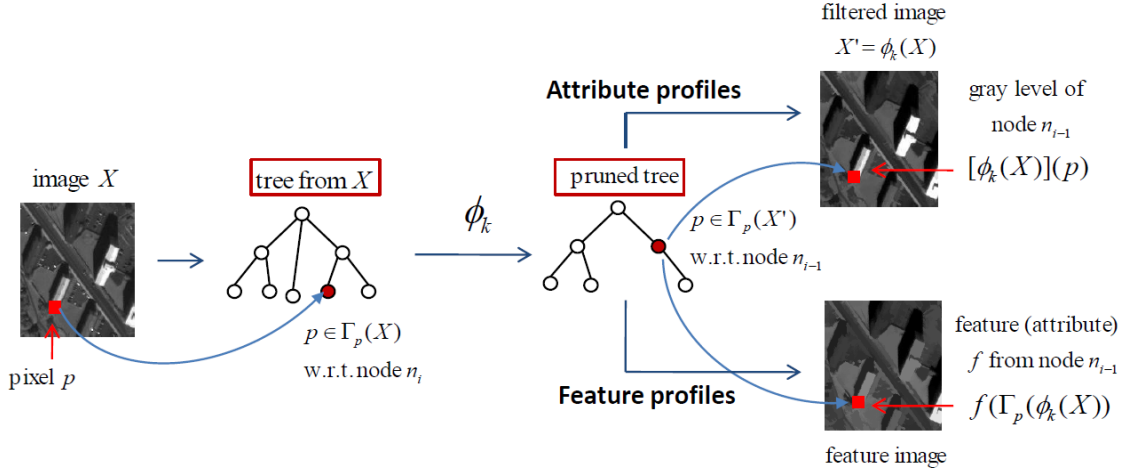 image X
pixel p
tree from X
p ∈ Γ_p(X)
w.r.t. node n_i
ϕ_k
Attribute profiles
pruned tree
p ∈ Γ_p(X')
w.r.t. node n_{i−1}
Feature profiles
filtered image
X' = ϕ_k(X)
gray level of
node n_{i−1}
[ϕ_k(X)](p)
feature (attribute)
f from node n_{i−1}
f(Γ_p(ϕ_k(X))
feature image